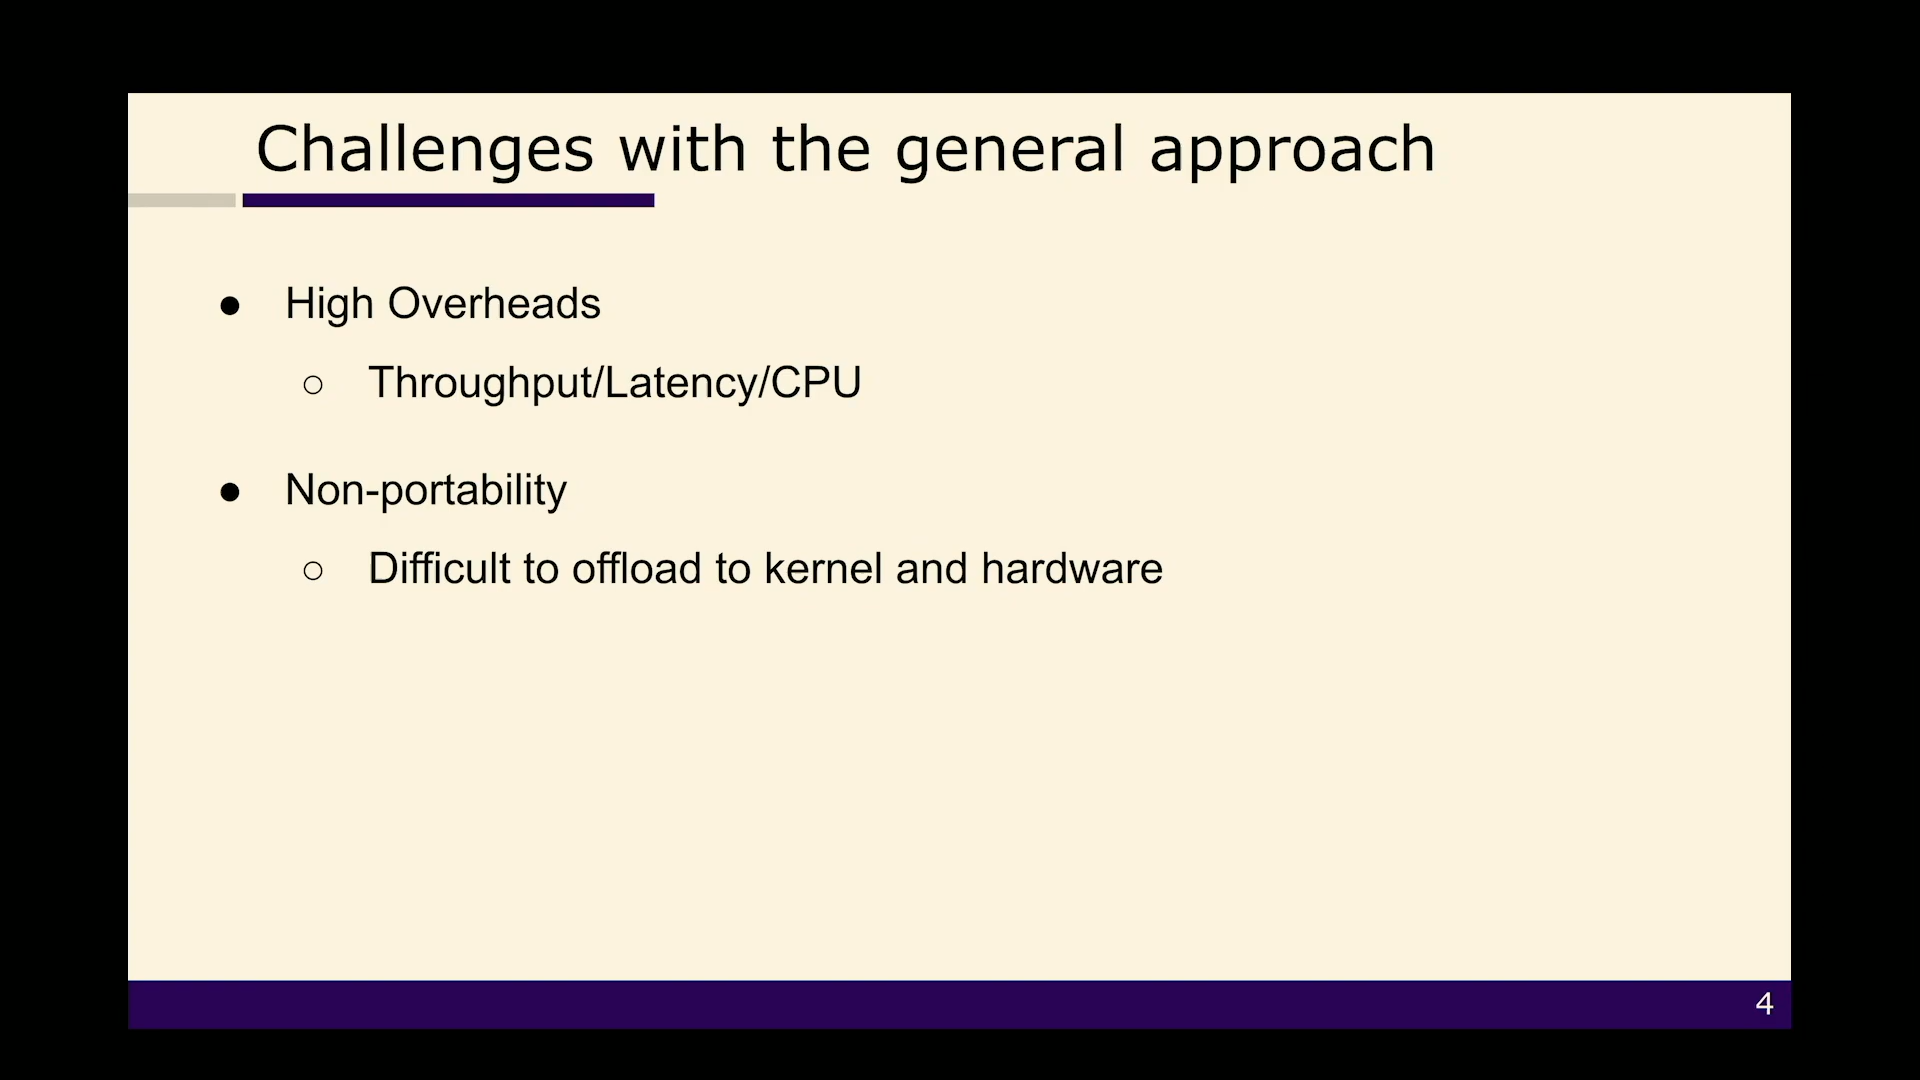 Challenges with the general approach
● High Overheads
○ Throughput/Latency/CPU
● Non-portability
○ Difficult to offload to kernel and hardware
4